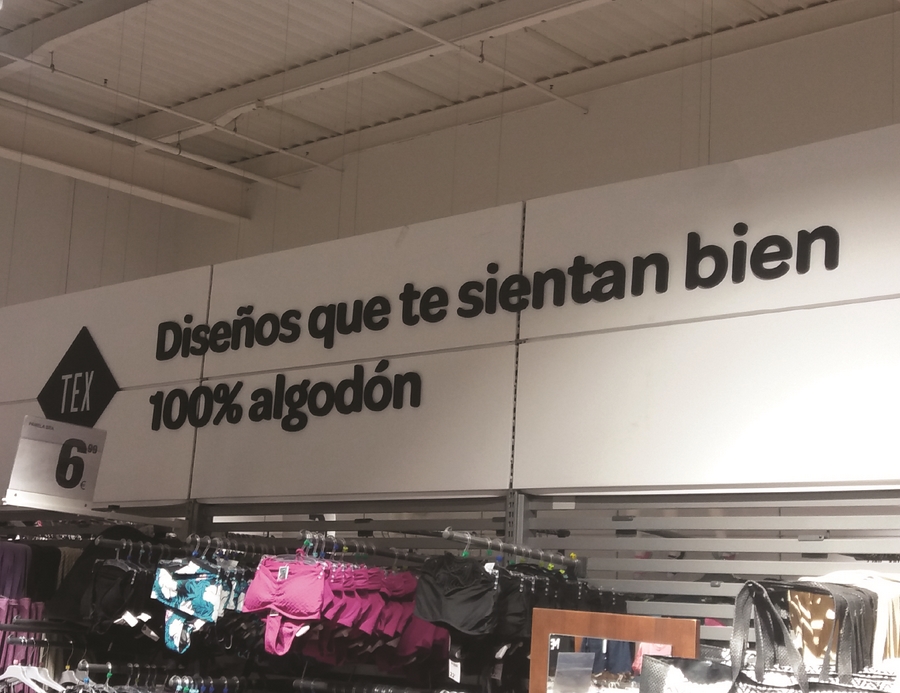 Diseños que te sientan bien
100% algodón
TEX
6,99
€